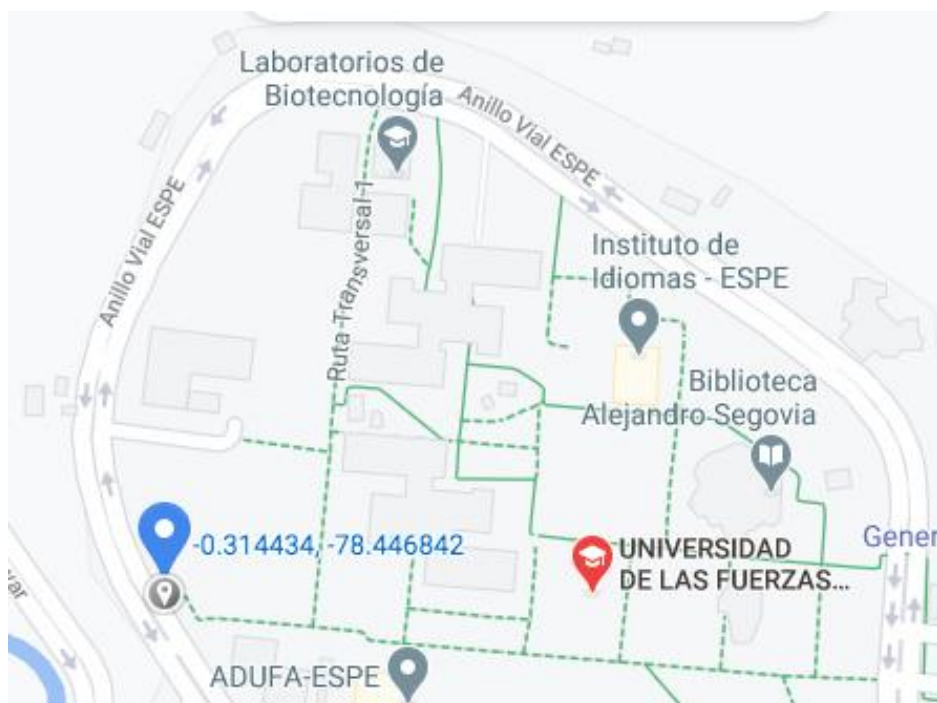 Laboratorios de
Biotecnología
Anillo Vial ESPE
Anillo Vial ESPE
Ruta Transversal 1
Instituto de
Idiomas - ESPE
Biblioteca
Alejandro Segovia
-0.314434, -78.446842
UNIVERSIDAD
DE LAS FUERZAS...
Gener
ADUFA-ESPE